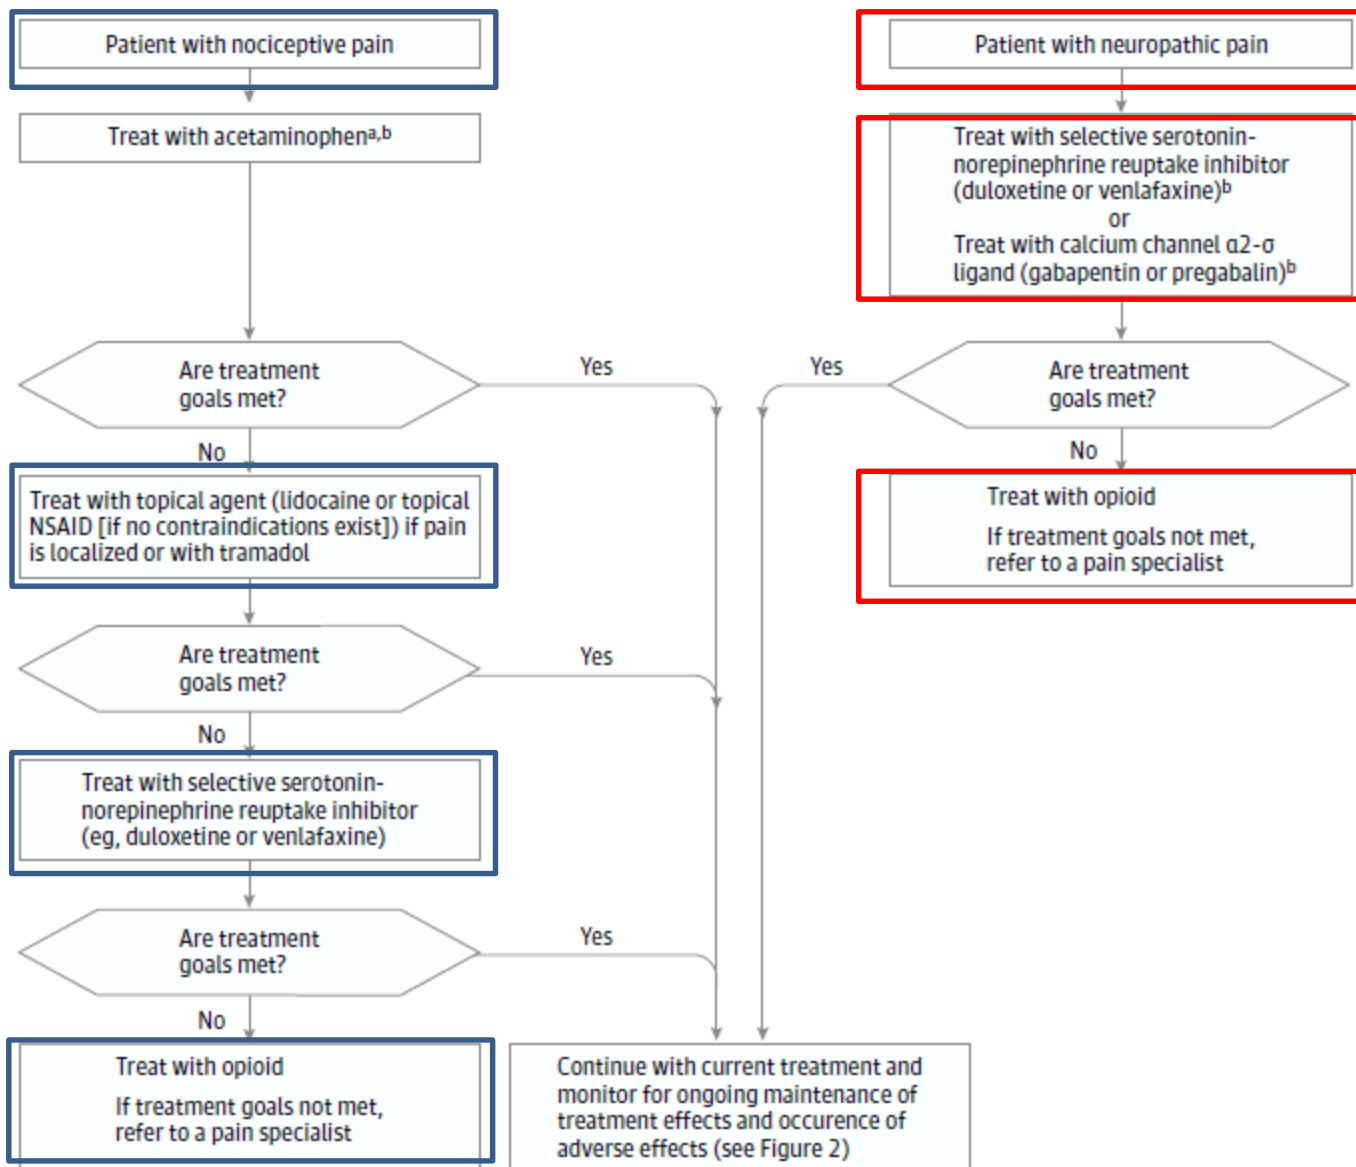 Patient with nociceptive pain
Treat with acetaminophenᵃ,ᵇ
Are treatment
goals met?
Yes
No
Treat with topical agent (lidocaine or topical
NSAID [if no contraindications exist]) if pain
is localized or with tramadol
Are treatment
goals met?
Yes
No
Treat with selective serotonin-
norepinephrine reuptake inhibitor
(eg, duloxetine or venlafaxine)
Are treatment
goals met?
Yes
No
Treat with opioid
If treatment goals not met,
refer to a pain specialist
Patient with neuropathic pain
Treat with selective serotonin-
norepinephrine reuptake inhibitor
(duloxetine or venlafaxine)ᵇ
or
Treat with calcium channel α2-σ
ligand (gabapentin or pregabalin)ᵇ
Are treatment
goals met?
Yes
No
Treat with opioid
If treatment goals not met,
refer to a pain specialist
Continue with current treatment and
monitor for ongoing maintenance of
treatment effects and occurence of
adverse effects (see Figure 2)